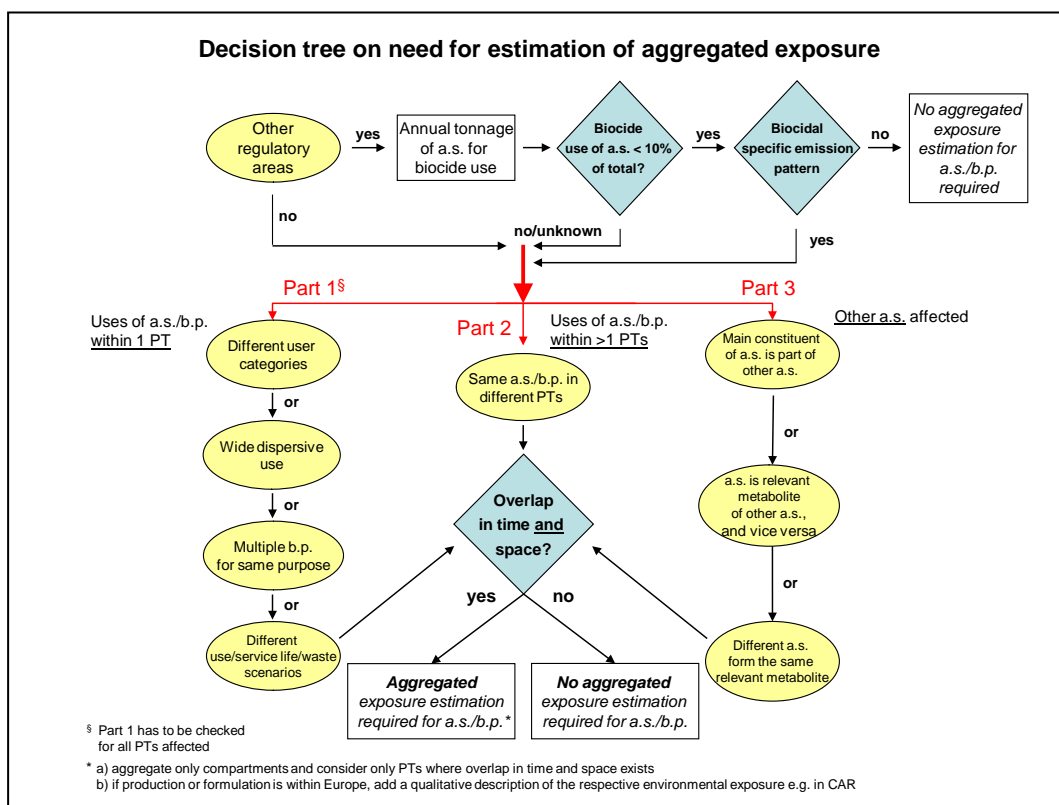 Decision tree on need for estimation of aggregated exposure
Other
regulatory
areas
yes
Annual tonnage
of a.s. for
biocide use
Biocide
use of a.s. < 10%
of total?
yes
Biocidal
specific emission
pattern
no
No aggregated
exposure
estimation for
a.s./b.p.
required
no
no/unknown
yes
Part 1§
Part 2
Part 3
Uses of a.s./b.p.
within 1 PT
Uses of a.s./b.p.
within >1 PTs
Other a.s. affected
Different user
categories
or
Wide dispersive
use
or
Multiple b.p.
for same purpose
or
Different
use/service life/waste
scenarios
Same a.s./b.p. in
different PTs
Overlap
in time and
space?
yes
no
Main constituent
of a.s. is part of
other a.s.
or
a.s. is relevant
metabolite
of other a.s.,
and vice versa
or
Different a.s.
form the same
relevant metabolite
Aggregated
exposure estimation
required for a.s./b.p.*
No aggregated
exposure estimation
required for a.s./b.p.
§ Part 1 has to be checked
for all PTs affected
* a) aggregate only compartments and consider only PTs where overlap in time and space exists
b) if production or formulation is within Europe, add a qualitative description of the respective environmental exposure e.g. in CAR